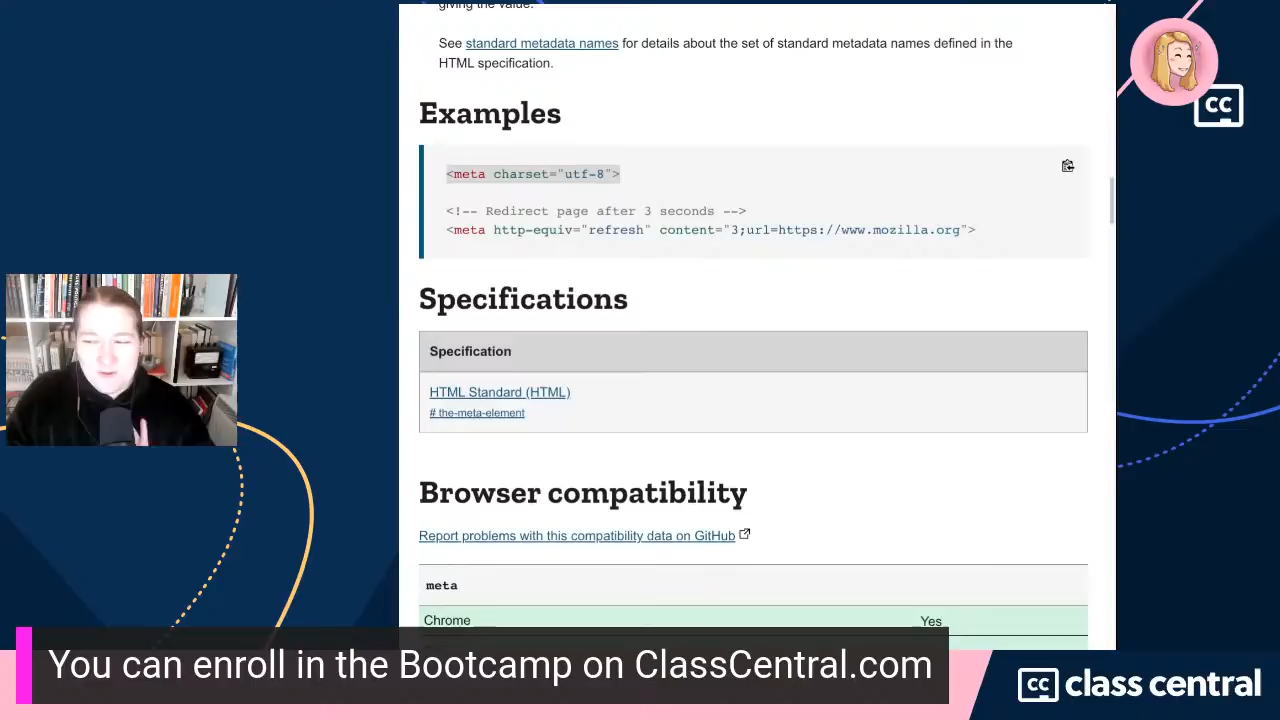 giving the value.
See standard metadata names for details about the set of standard metadata names defined in the
HTML specification.
Examples
<meta charset="utf-8">
<!-- Redirect page after 3 seconds -->
<meta http-equiv="refresh" content="3;url=https://www.mozilla.org">
Specifications
Specification
HTML Standard (HTML)
# the-meta-element
Browser compatibility
Report problems with this compatibility data on GitHub
meta
Chrome Yes
You can enroll in the Bootcamp on ClassCentral.com
cc
cc class central